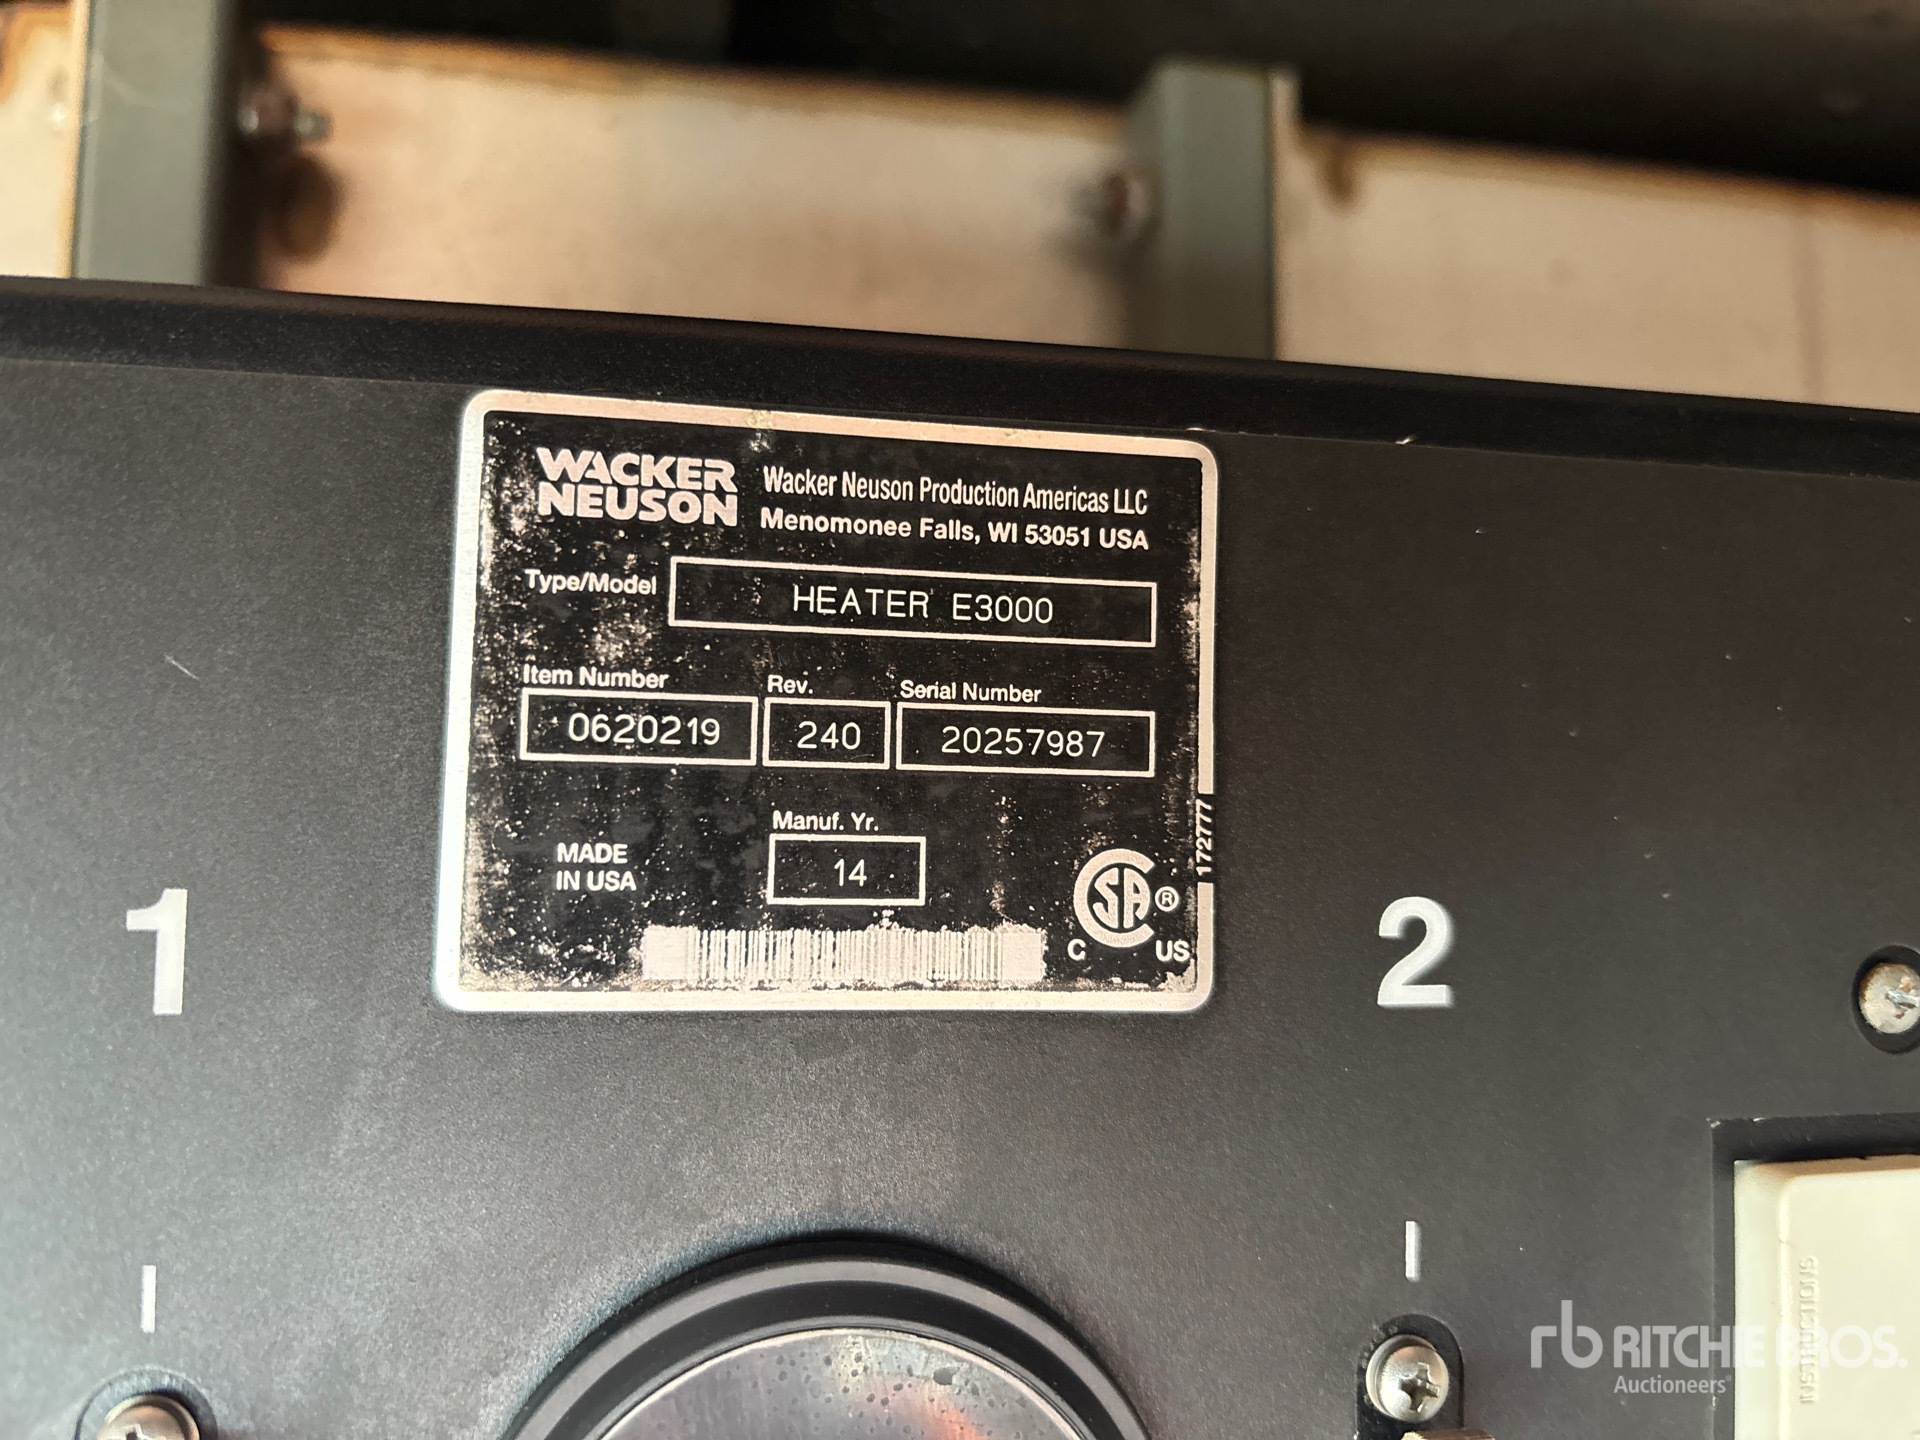 WACKER
NEUSON
Wacker Neuson Production Americas LLC
Menomonee Falls, WI 53051 USA
Type/Model
HEATER E3000
Item Number
Rev.
Serial Number
0620219
240
20257987
Manuf. Yr.
14
MADE
IN USA
172777
CSA®
C US
1
2
INSTRUCTIONS
rb RITCHIE BROS.
Auctioneers